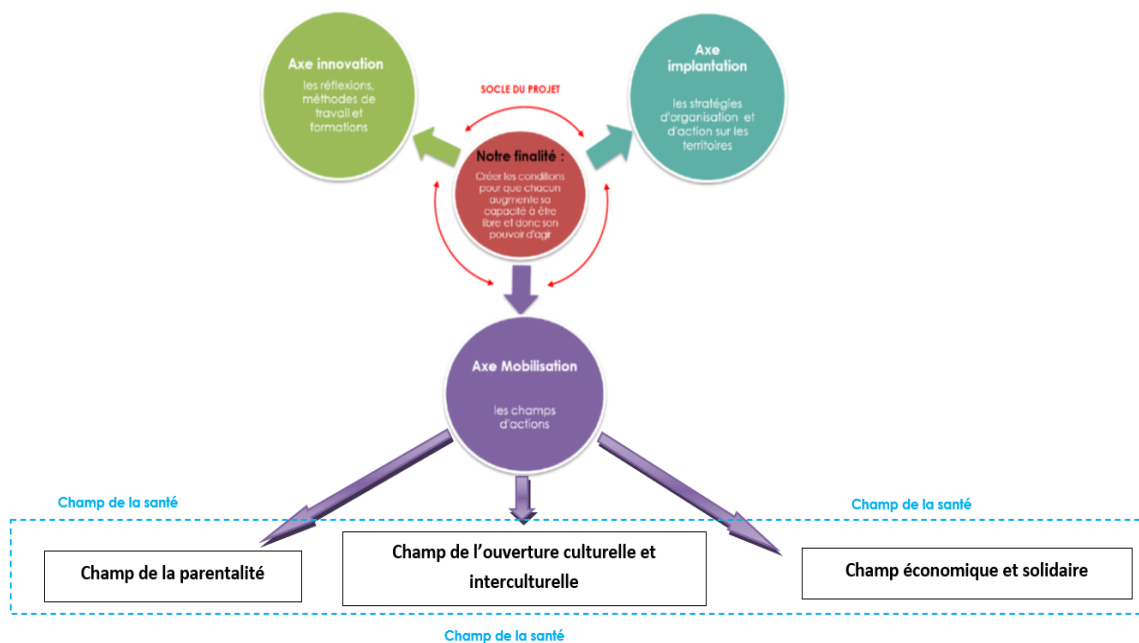 Axe innovation
les réflexions,
méthodes de
travail et
formations
Axe
implantation
les stratégies
d'organisation et
d'action sur les
territoires
SOCLE DU PROJET
Notre finalité :
Créer les conditions
pour que chacun
augmente sa
capacité à être
libre et donc son
pouvoir d'agir
Axe Mobilisation
les champs
d'actions
Champ de la santé
Champ de la santé
Champ de la parentalité
Champ de l’ouverture culturelle et
interculturelle
Champ économique et solidaire
Champ de la santé